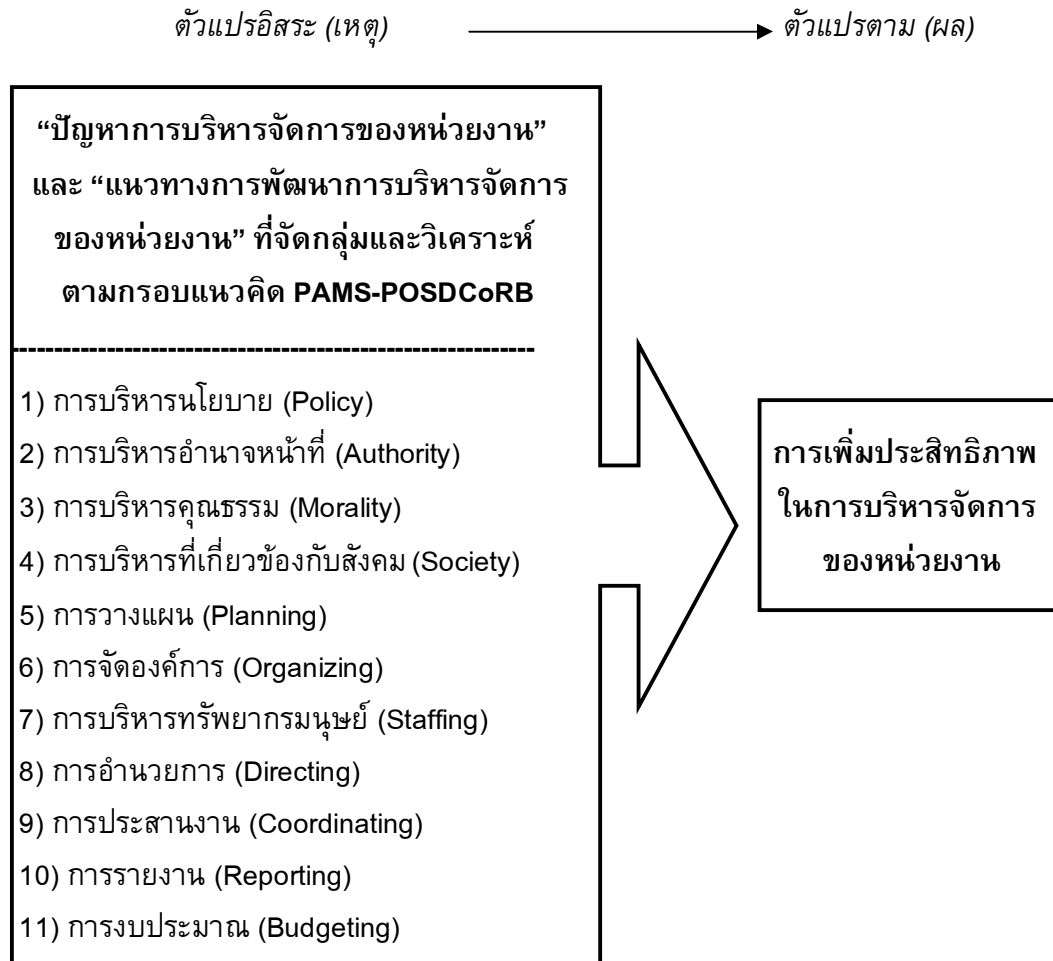 ตัวแปรอิสระ (เหตุ) ตัวแปรตาม (ผล)
“ปัญหาการบริหารจัดการของหน่วยงาน”
และ “แนวทางการพัฒนาการบริหารจัดการ
ของหน่วยงาน” ที่จัดกลุ่มและวิเคราะห์
ตามกรอบแนวคิด PAMS-POSDCoRB
1) การบริหารนโยบาย (Policy)
2) การบริหารอำนาจหน้าที่ (Authority)
3) การบริหารคุณธรรม (Morality)
4) การบริหารที่เกี่ยวข้องกับสังคม (Society)
5) การวางแผน (Planning)
6) การจัดองค์การ (Organizing)
7) การบริหารทรัพยากรมนุษย์ (Staffing)
8) การอำนวยการ (Directing)
9) การประสานงาน (Coordinating)
10) การรายงาน (Reporting)
11) การงบประมาณ (Budgeting)
การเพิ่มประสิทธิภาพ
ในการบริหารจัดการ
ของหน่วยงาน